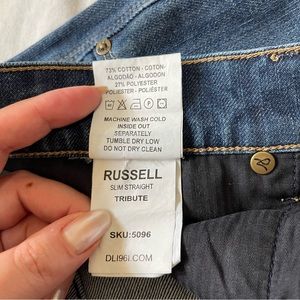 73% COTTON - COTON-
ALGODÃO - ALGODON
27% POLYESTER
POLIESTER - POLIÉSTER
MACHINE WASH COLD
INSIDE OUT
SEPARATELY
TUMBLE DRY LOW
DO NOT DRY CLEAN
RUSSELL
SLIM STRAIGHT
TRIBUTE
SKU:5096
DL1961.COM